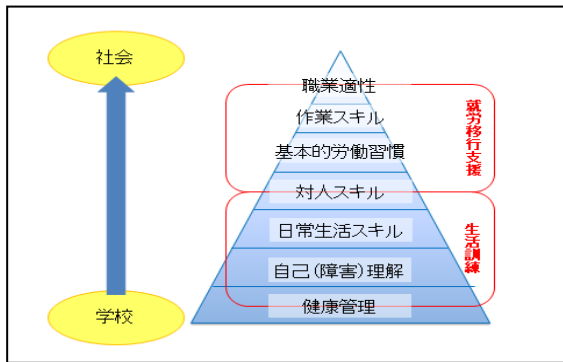 社会
学校
職業適性
作業スキル
基本的労働習慣
対人スキル
日常生活スキル
自己(障害)理解
健康管理
就労移行支援
生活訓練